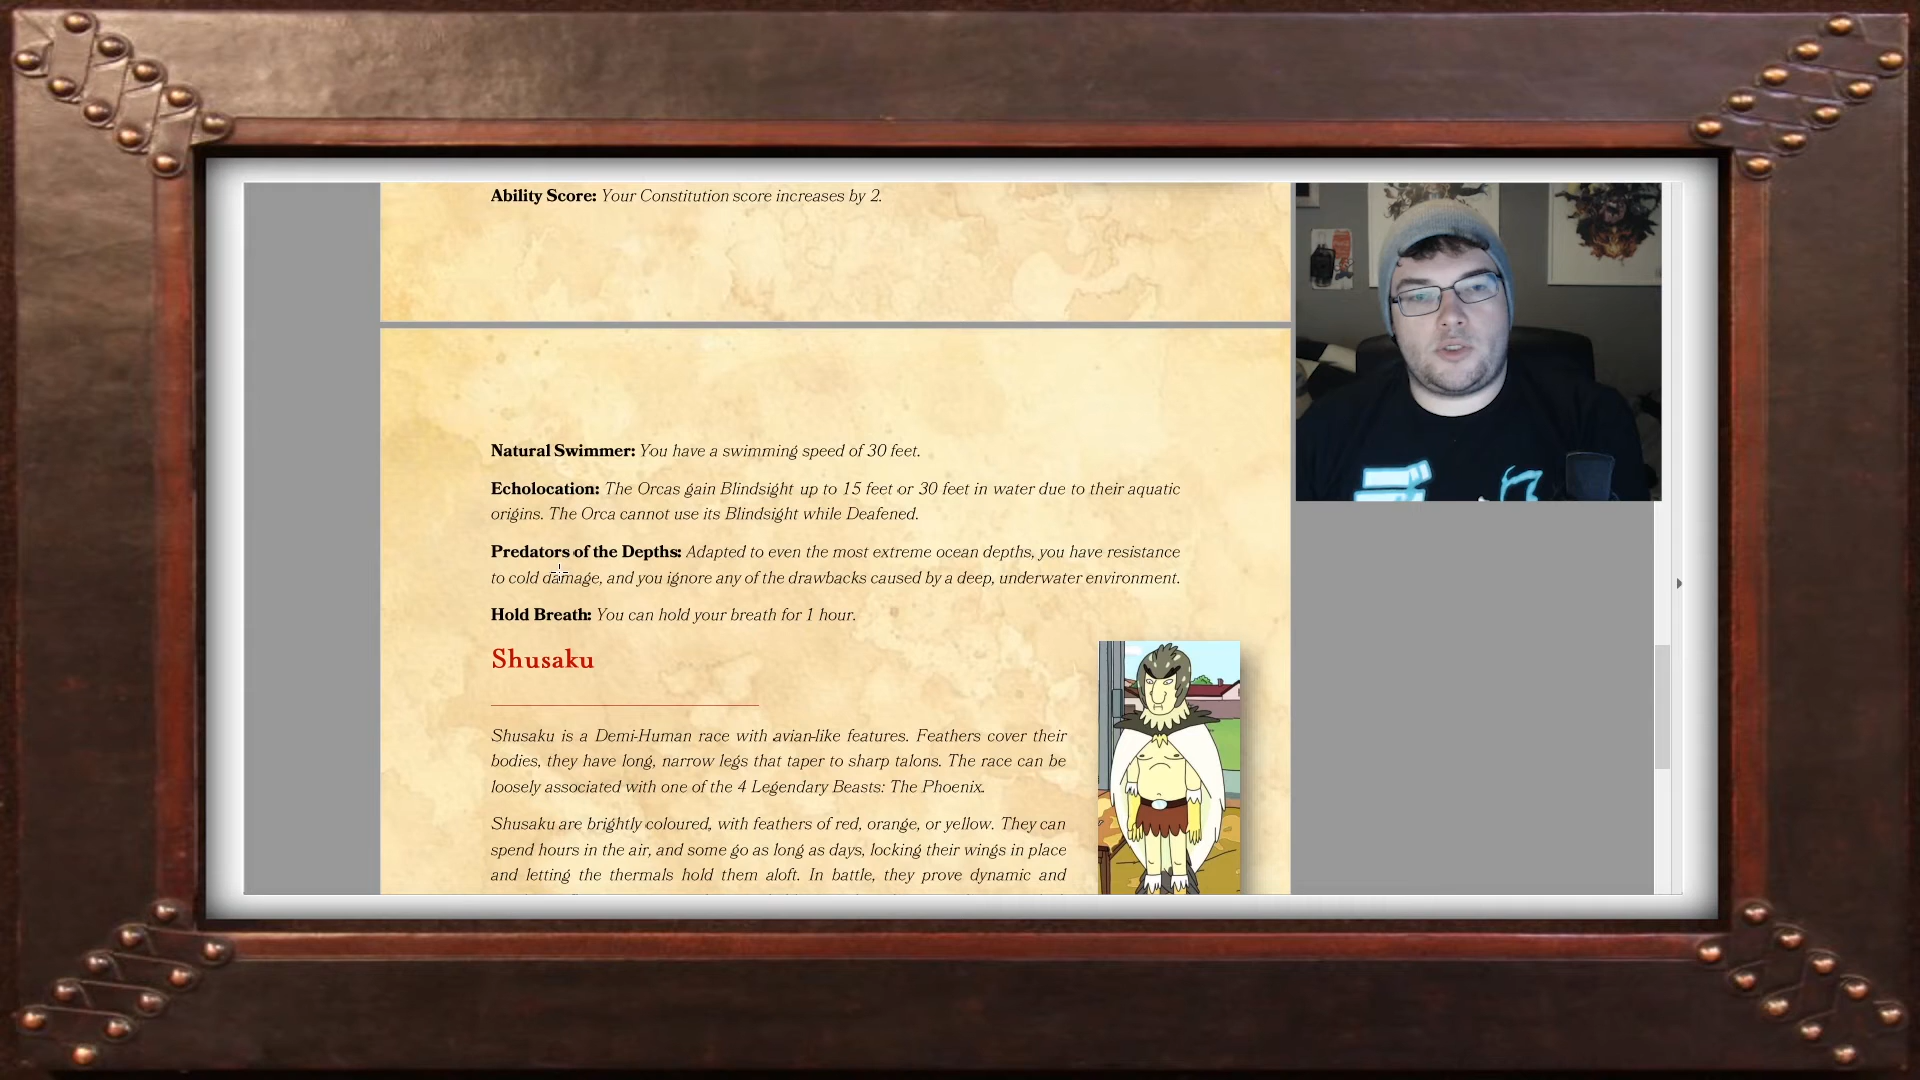 Ability Score: Your Constitution score increases by 2.
Natural Swimmer: You have a swimming speed of 30 feet.
Echolocation: The Orcas gain Blindsight up to 15 feet or 30 feet in water due to their aquatic
origins. The Orca cannot use its Blindsight while Deafened.
Predators of the Depths: Adapted to even the most extreme ocean depths, you have resistance
to cold damage, and you ignore any of the drawbacks caused by a deep, underwater environment.
Hold Breath: You can hold your breath for 1 hour.
Shusaku
Shusaku is a Demi-Human race with avian-like features. Feathers cover their
bodies, they have long, narrow legs that taper to sharp talons. The race can be
loosely associated with one of the 4 Legendary Beasts: The Phoenix.
Shusaku are brightly coloured, with feathers of red, orange, or yellow. They can
spend hours in the air, and some go as long as days, locking their wings in place
and letting the thermals hold them aloft. In battle, they prove dynamic and